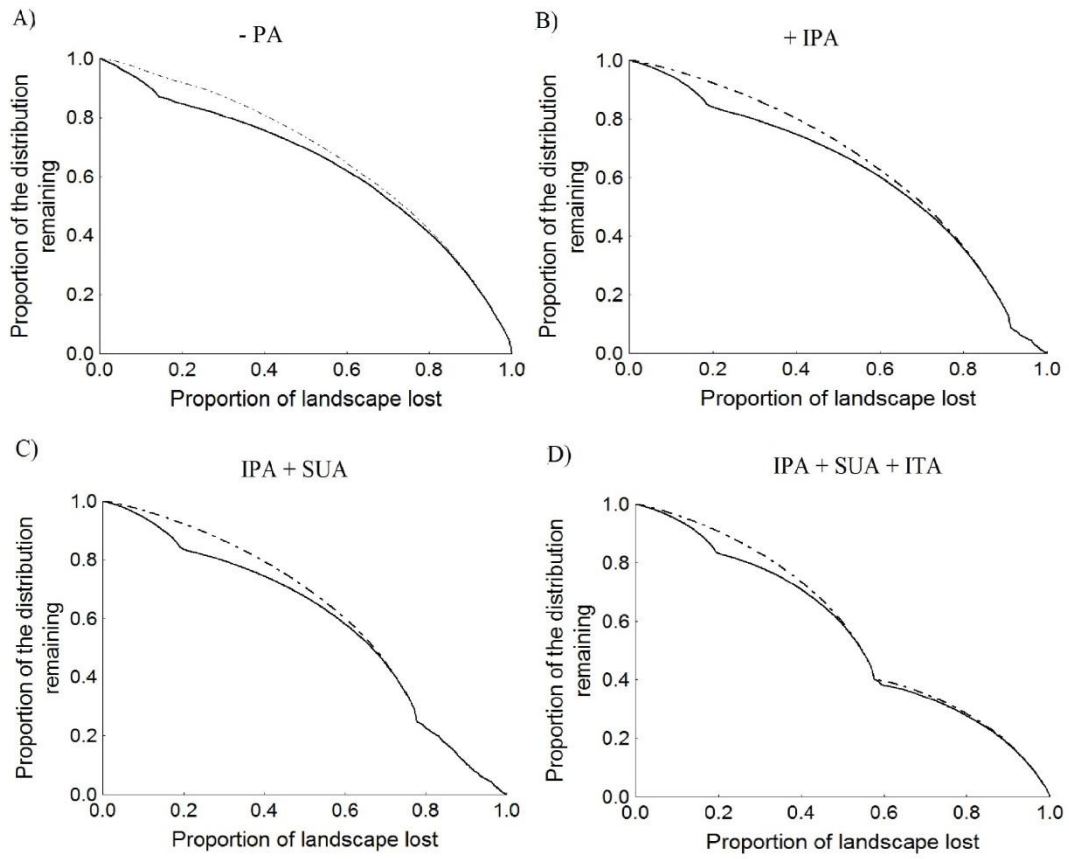 A)
- PA
1.0
0.8
0.6
0.4
0.2
0.0
0.0 0.2 0.4 0.6 0.8 1.0
Proportion of the distribution
remaining
Proportion of landscape lost
B)
+ IPA
1.0
0.8
0.6
0.4
0.2
0.0
0.0 0.2 0.4 0.6 0.8 1.0
Proportion of the distribution
remaining
Proportion of landscape lost
C)
IPA + SUA
1.0
0.8
0.6
0.4
0.2
0.0
0.0 0.2 0.4 0.6 0.8 1.0
Proportion of the distribution
remaining
Proportion of landscape lost
D)
IPA + SUA + ITA
1.0
0.8
0.6
0.4
0.2
0.0
0.0 0.2 0.4 0.6 0.8 1.0
Proportion of the distribution
remaining
Proportion of landscape lost